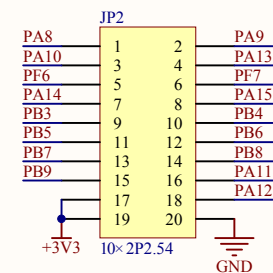 JP2
PA8 1 2 PA9
PA10 3 4 PA13
PF6 5 6 PF7
PA14 7 8 PA15
PB3 9 10 PB4
PB5 11 12 PB6
PB7 13 14 PB8
PB9 15 16 PA11
17 18 PA12
19 20
+3V3 10×2P2.54 GND